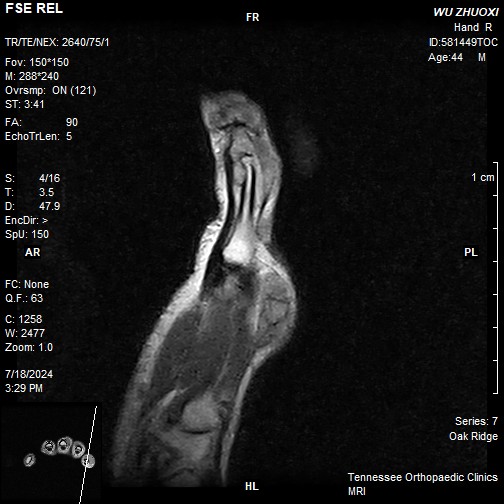 FSE REL
FR
WU ZHUOXI
Hand R
TR/TE/NEX: 2640/75/1
ID:581449TOC
Age:44 M
Fov: 150*150
M: 288*240
Ovrsmp: ON (121)
ST: 3:41
FA: 90
EchoTrLen: 5
S: 4/16
T: 3.5
D: 47.9
EncDir: >
SpU: 150
1 cm
AR
PL
FC: None
Q.F.: 63
C: 1258
W: 2477
Zoom: 1.0
7/18/2024
3:29 PM
Series: 7
Oak Ridge
HL
Tennessee Orthopaedic Clinics
MRI